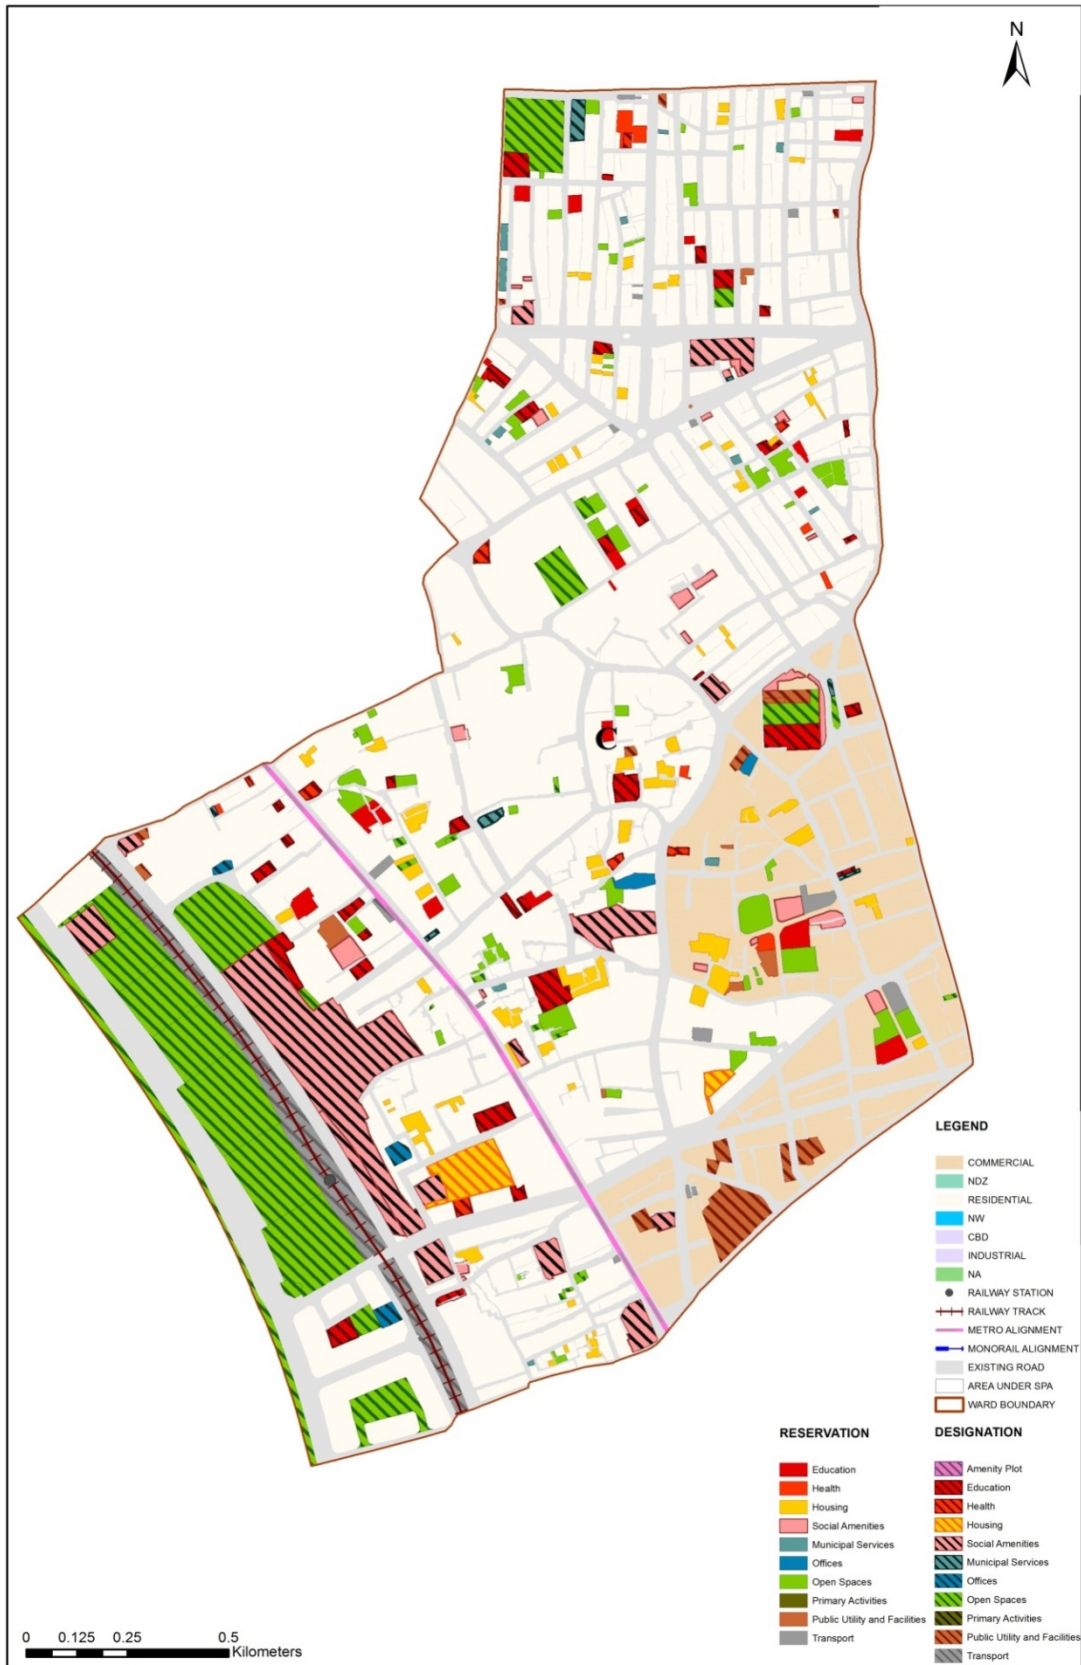 N
C
LEGEND
COMMERCIAL
NDZ
RESIDENTIAL
NW
CBD
INDUSTRIAL
NA
RAILWAY STATION
RAILWAY TRACK
METRO ALIGNMENT
MONORAIL ALIGNMENT
EXISTING ROAD
AREA UNDER SPA
WARD BOUNDARY
RESERVATION
Education
Health
Housing
Social Amenities
Municipal Services
Offices
Open Spaces
Primary Activities
Public Utility and Facilities
Transport
DESIGNATION
Amenity Plot
Education
Health
Housing
Social Amenities
Municipal Services
Offices
Open Spaces
Primary Activities
Public Utility and Facilities
Transport
0 0.125 0.25 0.5
Kilometers